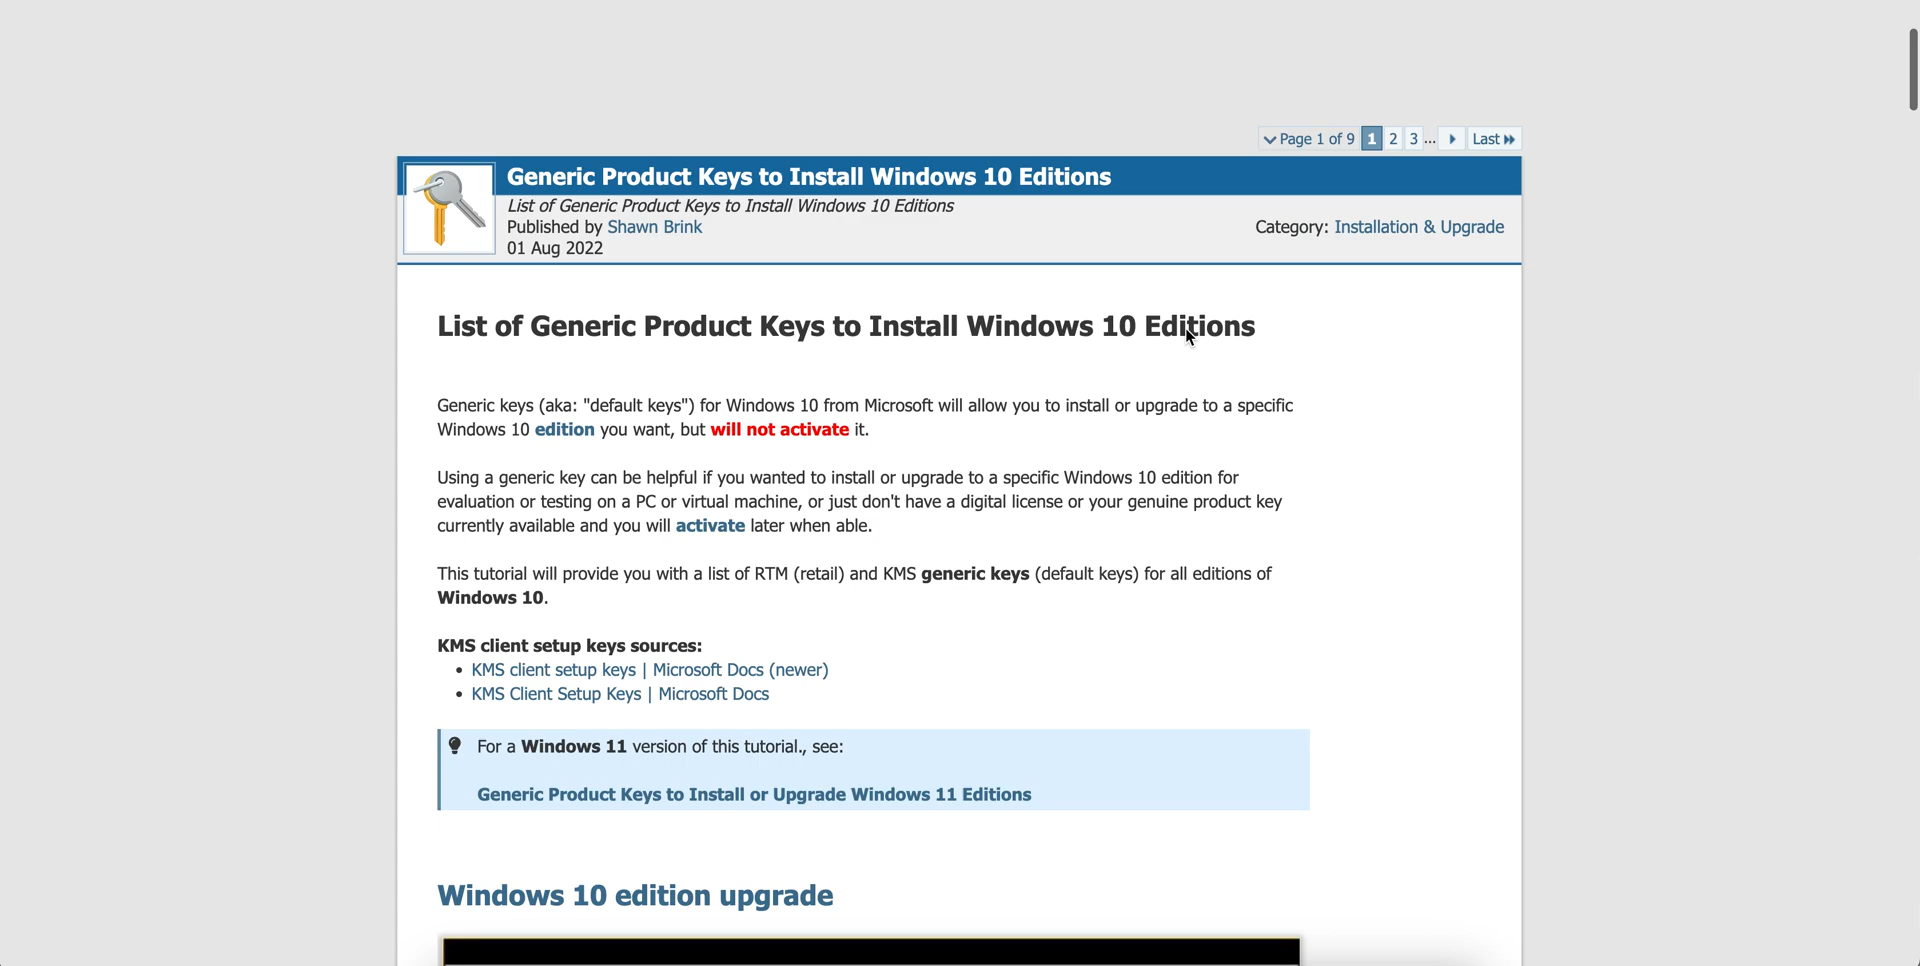 Page 1 of 9 1 2 3 ... Last
Generic Product Keys to Install Windows 10 Editions
List of Generic Product Keys to Install Windows 10 Editions
Published by Shawn Brink
Category: Installation & Upgrade
01 Aug 2022
List of Generic Product Keys to Install Windows 10 Editions
Generic keys (aka: "default keys") for Windows 10 from Microsoft will allow you to install or upgrade to a specific
Windows 10 edition you want, but will not activate it.
Using a generic key can be helpful if you wanted to install or upgrade to a specific Windows 10 edition for
evaluation or testing on a PC or virtual machine, or just don't have a digital license or your genuine product key
currently available and you will activate later when able.
This tutorial will provide you with a list of RTM (retail) and KMS generic keys (default keys) for all editions of
Windows 10.
KMS client setup keys sources:
• KMS client setup keys | Microsoft Docs (newer)
• KMS Client Setup Keys | Microsoft Docs
For a Windows 11 version of this tutorial., see:
Generic Product Keys to Install or Upgrade Windows 11 Editions
Windows 10 edition upgrade